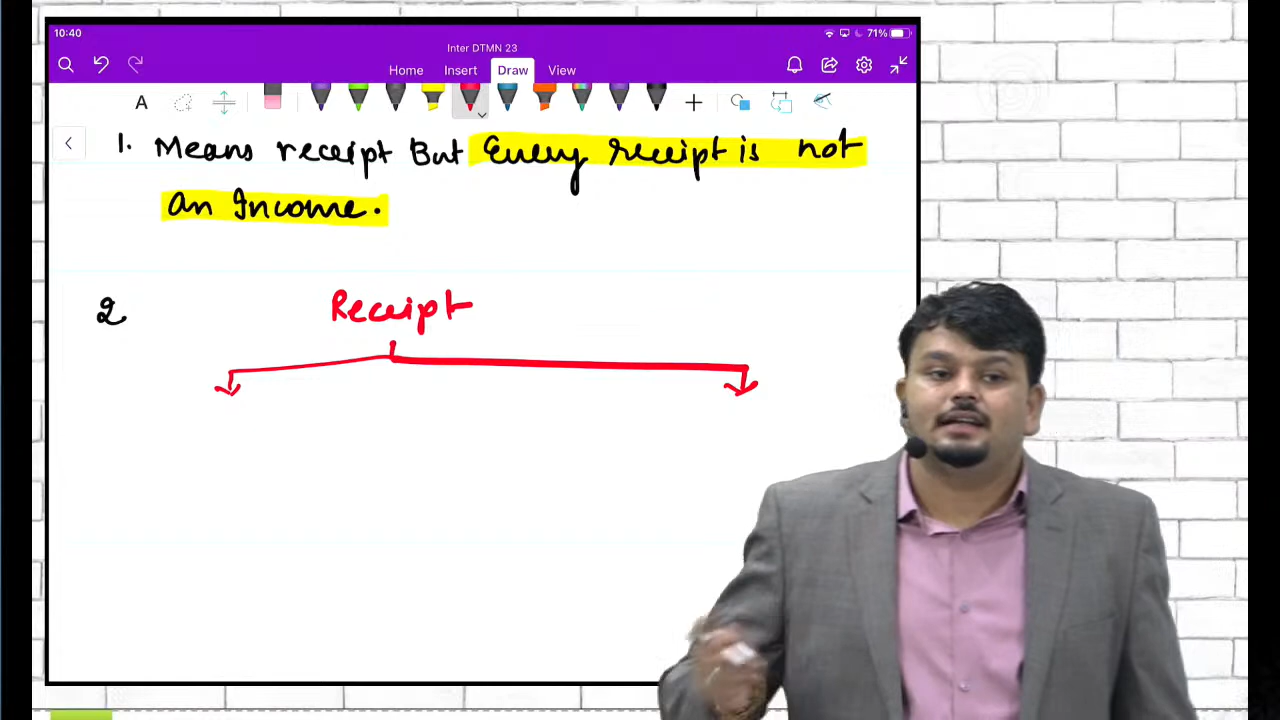 10:40
71%
Inter DTMN 23
Home Insert Draw View
A
1. Means receipt But Every receipt is not
an Income.
2
Receipt